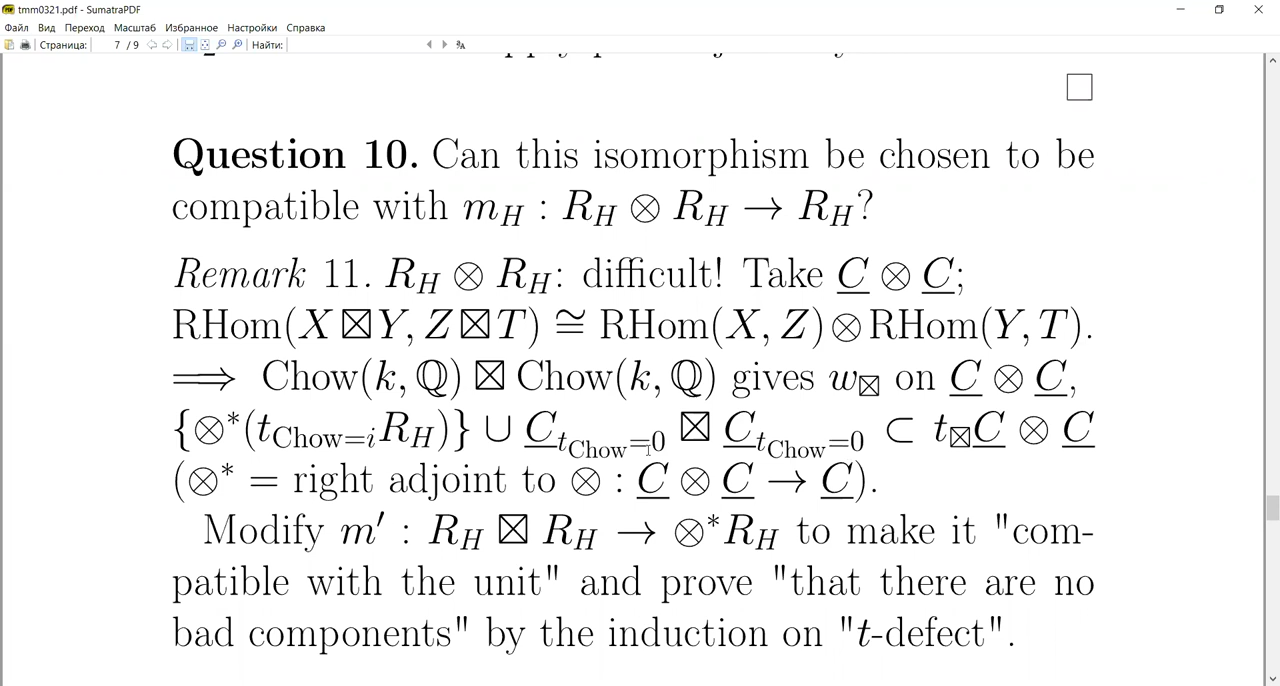 tmm0321.pdf - SumatraPDF
Файл Вид Переход Масштаб Избранное Настройки Справка
Страница: 7 / 9 Найти:
Question 10. Can this isomorphism be chosen to be
compatible with m_H : R_H ⊗ R_H → R_H?
Remark 11. R_H ⊗ R_H: difficult! Take C ⊗ C;
RHom(X ⊠ Y, Z ⊠ T) ≅ RHom(X, Z) ⊗ RHom(Y, T).
⟹ Chow(k, ℚ) ⊠ Chow(k, ℚ) gives w_⊠ on C ⊗ C,
{⊗*(t_{Chow=i}R_H)} ∪ C_{t_{Chow}=0} ⊠ C_{t_{Chow}=0} ⊂ t_⊠C ⊗ C
(⊗* = right adjoint to ⊗ : C ⊗ C → C).
Modify m′ : R_H ⊠ R_H → ⊗*R_H to make it "com-
patible with the unit" and prove "that there are no
bad components" by the induction on "t-defect".